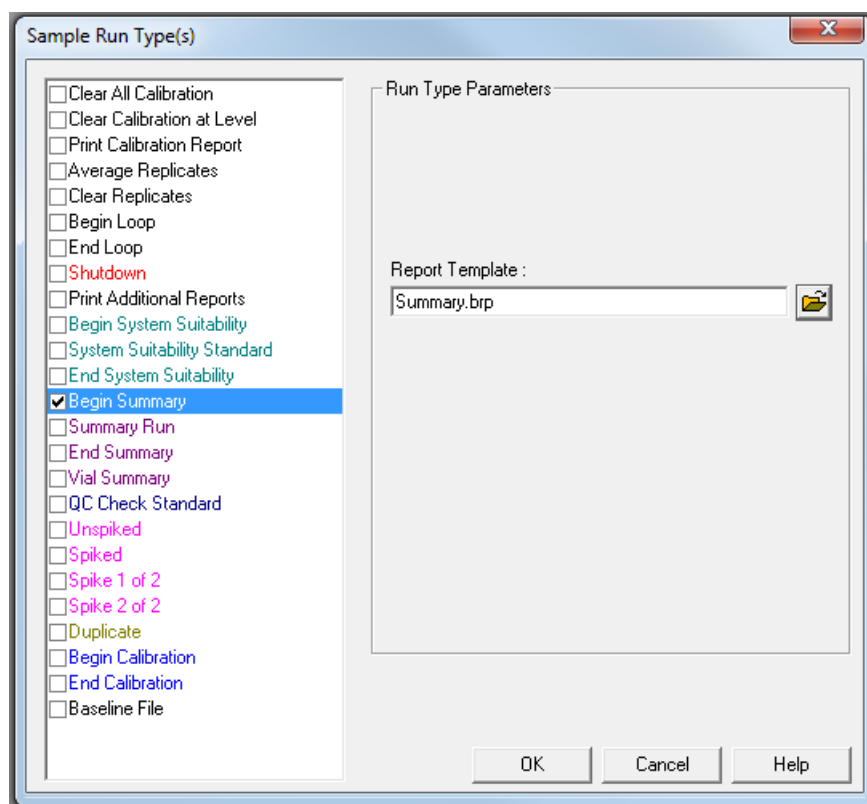 Sample Run Type(s)
Clear All Calibration
Clear Calibration at Level
Print Calibration Report
Average Replicates
Clear Replicates
Begin Loop
End Loop
Shutdown
Print Additional Reports
Begin System Suitability
System Suitability Standard
End System Suitability
Begin Summary
Summary Run
End Summary
Vial Summary
QC Check Standard
Unspiked
Spiked
Spike 1 of 2
Spike 2 of 2
Duplicate
Begin Calibration
End Calibration
Baseline File
Run Type Parameters
Report Template :
Summary.brp
OK
Cancel
Help